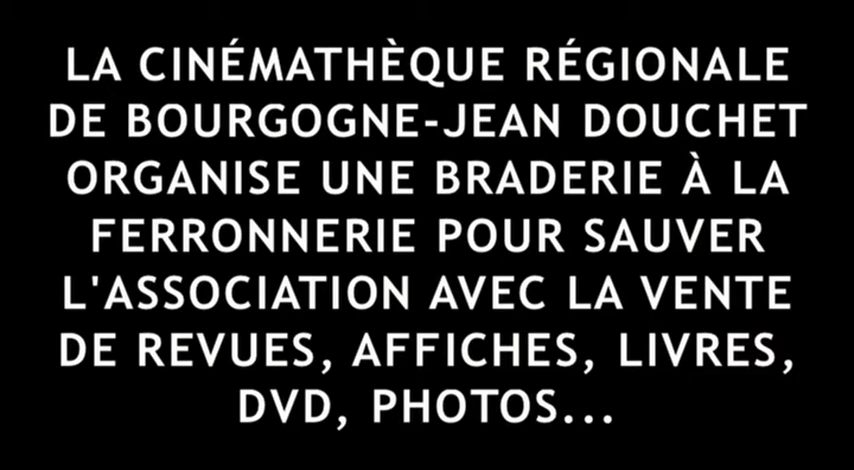 LA CINÉMATHÈQUE RÉGIONALE
DE BOURGOGNE-JEAN DOUCHET
ORGANISE UNE BRADERIE À LA
FERRONNERIE POUR SAUVER
L'ASSOCIATION AVEC LA VENTE
DE REVUES, AFFICHES, LIVRES,
DVD, PHOTOS...